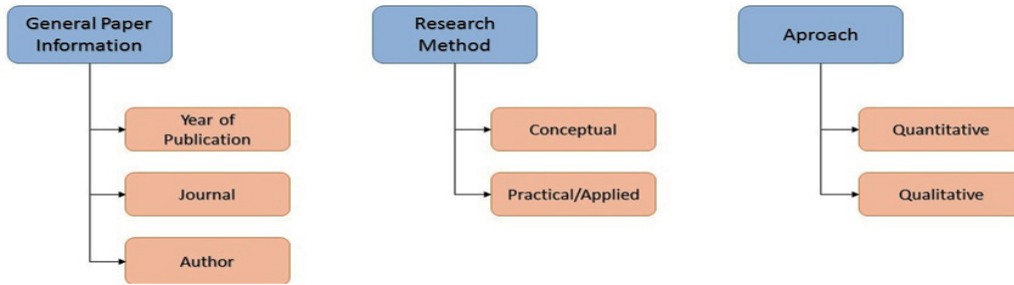 General Paper
Information
Year of
Publication
Journal
Author
Research
Method
Conceptual
Practical/Applied
Aproach
Quantitative
Qualitative